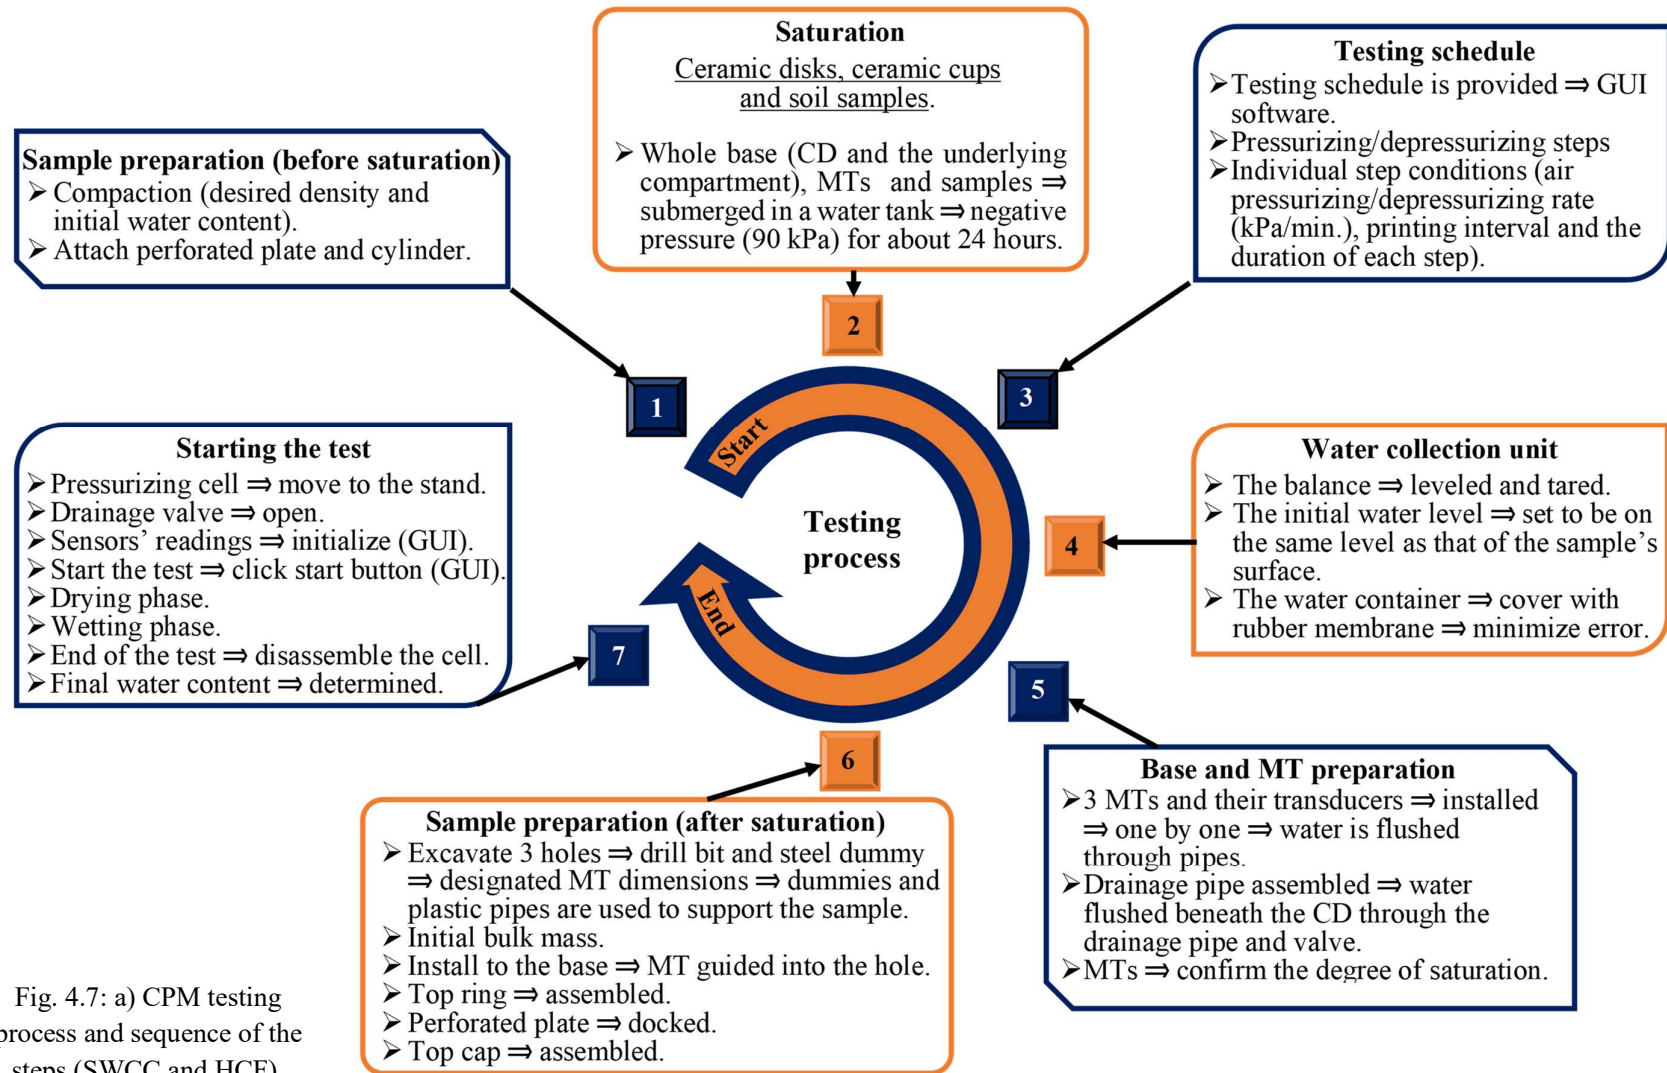 Sample preparation (before saturation)
➢ Compaction (desired density and
initial water content).
➢ Attach perforated plate and cylinder.
Saturation
Ceramic disks, ceramic cups
and soil samples.
➢ Whole base (CD and the underlying
compartment), MTs and samples ⇒
submerged in a water tank ⇒ negative
pressure (90 kPa) for about 24 hours.
Testing schedule
➢ Testing schedule is provided ⇒ GUI
software.
➢ Pressurizing/depressurizing steps
➢ Individual step conditions (air
pressurizing/depressurizing rate
(kPa/min.), printing interval and the
duration of each step).
1
2
3
4
5
6
7
Start
End
Testing
process
Water collection unit
➢ The balance ⇒ leveled and tared.
➢ The initial water level ⇒ set to be on
the same level as that of the sample’s
surface.
➢ The water container ⇒ cover with
rubber membrane ⇒ minimize error.
Base and MT preparation
➢ 3 MTs and their transducers ⇒ installed
⇒ one by one ⇒ water is flushed
through pipes.
➢ Drainage pipe assembled ⇒ water
flushed beneath the CD through the
drainage pipe and valve.
➢ MTs ⇒ confirm the degree of saturation.
Sample preparation (after saturation)
➢ Excavate 3 holes ⇒ drill bit and steel dummy
⇒ designated MT dimensions ⇒ dummies and
plastic pipes are used to support the sample.
➢ Initial bulk mass.
➢ Install to the base ⇒ MT guided into the hole.
➢ Top ring ⇒ assembled.
➢ Perforated plate ⇒ docked.
➢ Top cap ⇒ assembled.
Starting the test
➢ Pressurizing cell ⇒ move to the stand.
➢ Drainage valve ⇒ open.
➢ Sensors’ readings ⇒ initialize (GUI).
➢ Start the test ⇒ click start button (GUI).
➢ Drying phase.
➢ Wetting phase.
➢ End of the test ⇒ disassemble the cell.
➢ Final water content ⇒ determined.
Fig. 4.7: a) CPM testing
process and sequence of the
steps (SWCC and HCF)